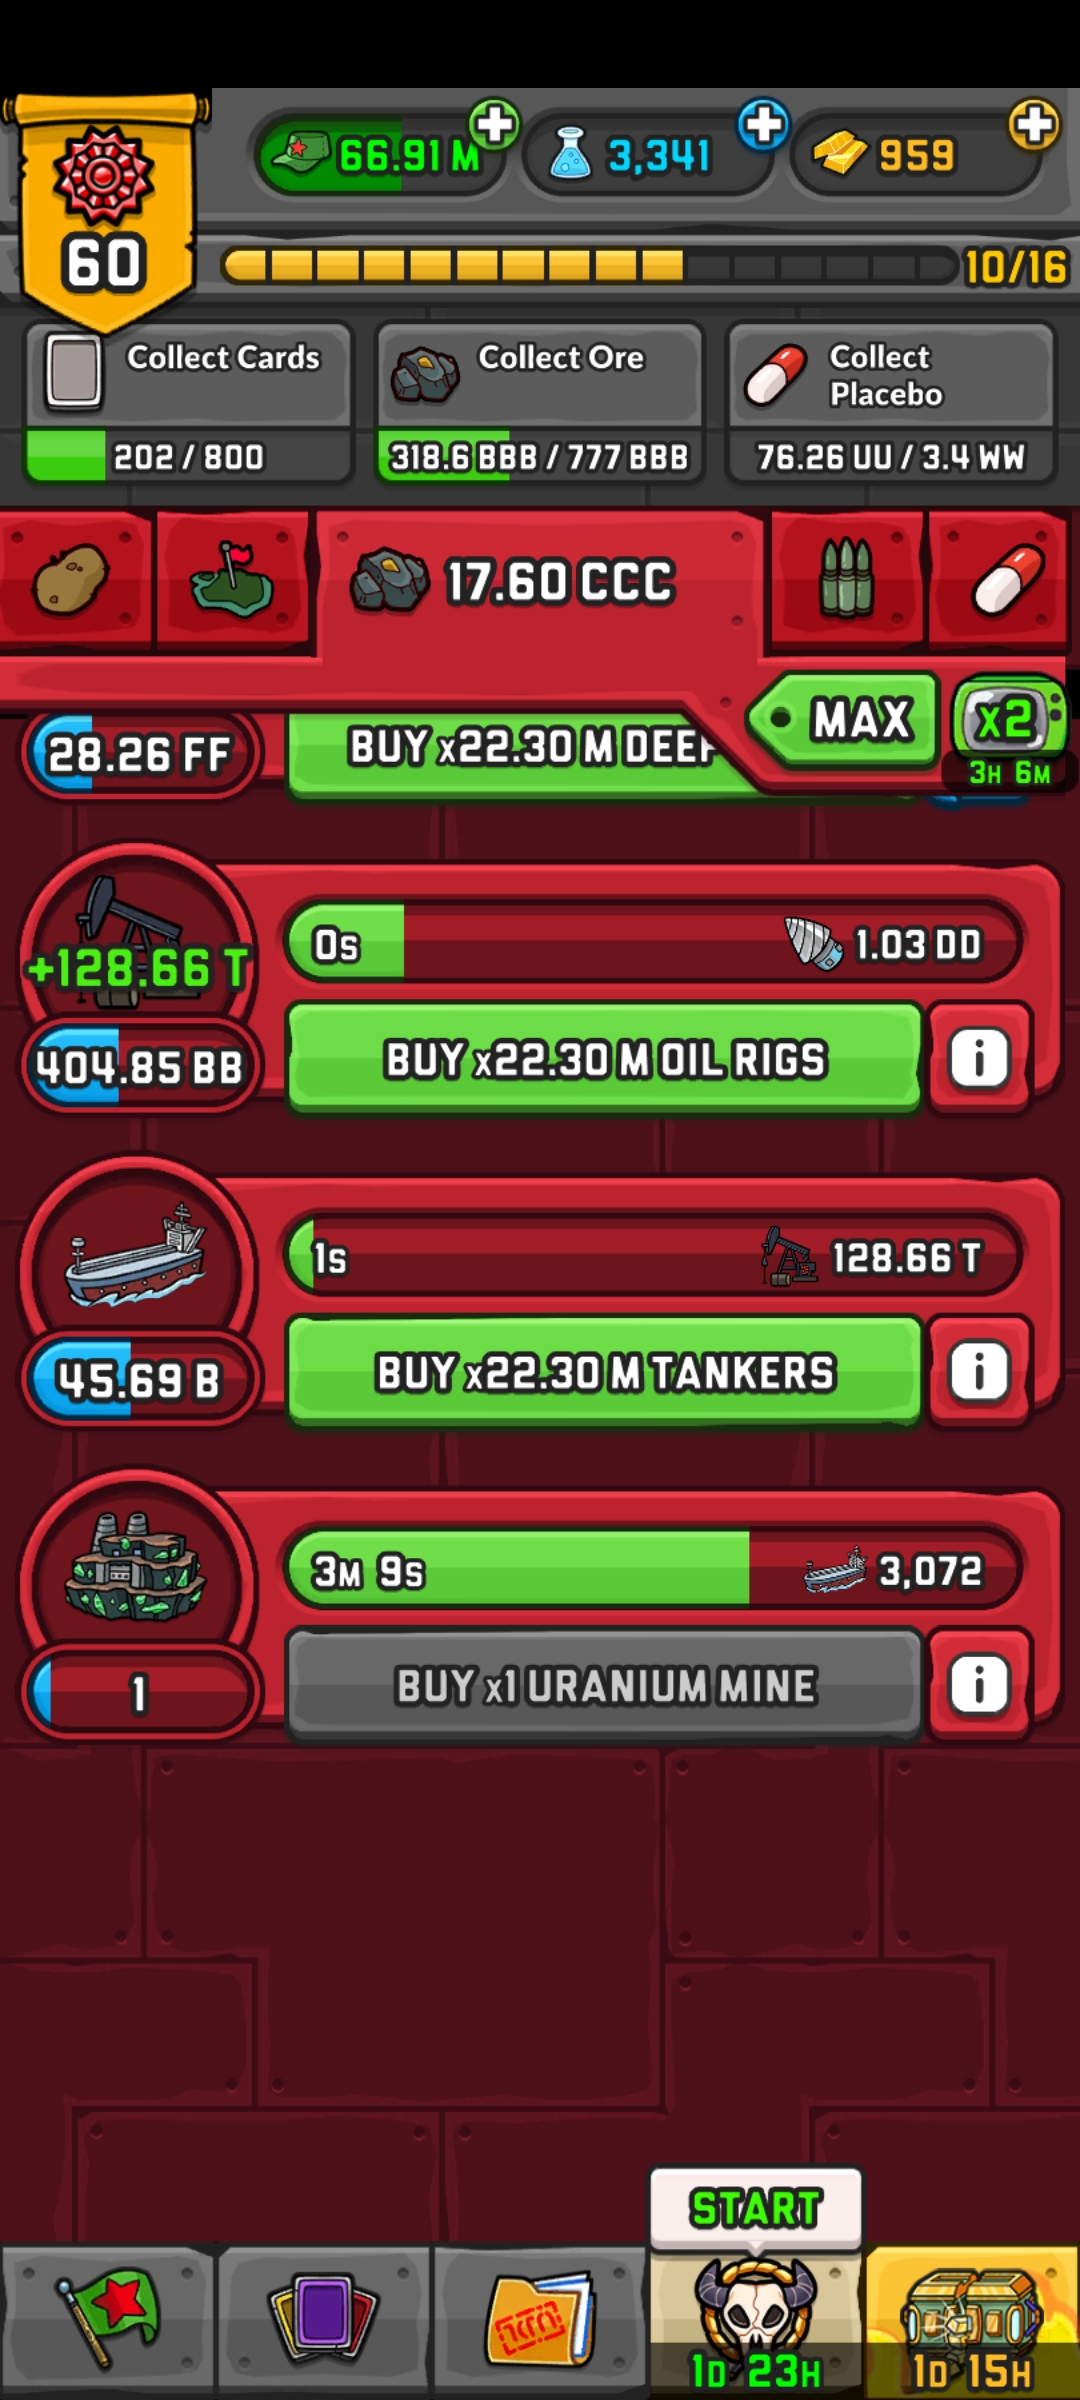 66.91 M
3,341
959
60
10/16
Collect Cards
202 / 800
Collect Ore
318.6 BBB / 777 BBB
Collect
Placebo
76.26 UU / 3.4 WW
17.60 CCC
MAX
x2
3H 6M
28.26 FF
BUY x22.30 M DEEP
0s
1.03 DD
+128.66 T
404.85 BB
BUY x22.30 M OIL RIGS
i
1s
128.66 T
45.69 B
BUY x22.30 M TANKERS
i
3M 9s
3,072
1
BUY x1 URANIUM MINE
i
START
1D 23H
1D 15H